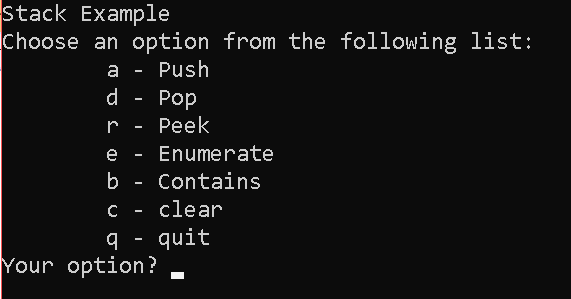 Stack Example
Choose an option from the following list:
a - Push
d - Pop
r - Peek
e - Enumerate
b - Contains
c - clear
q - quit
Your option?